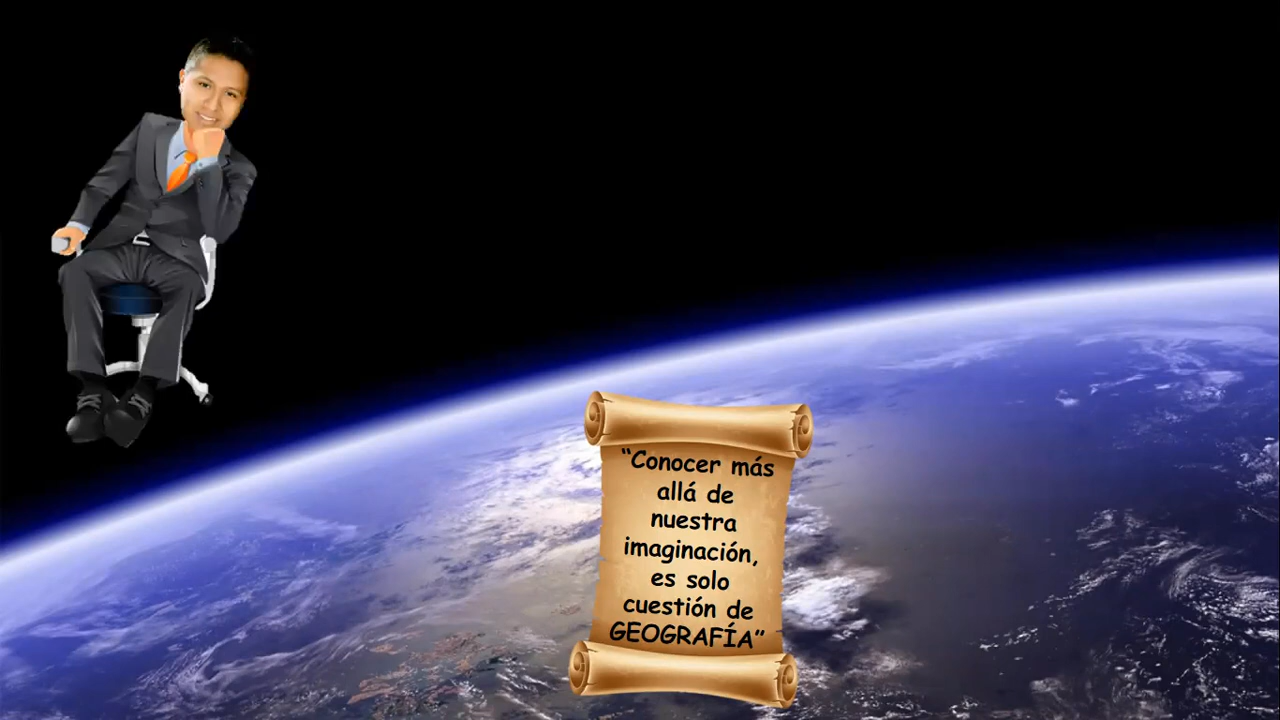 “Conocer más
allá de
nuestra
imaginación,
es solo
cuestión de
GEOGRAFÍA”